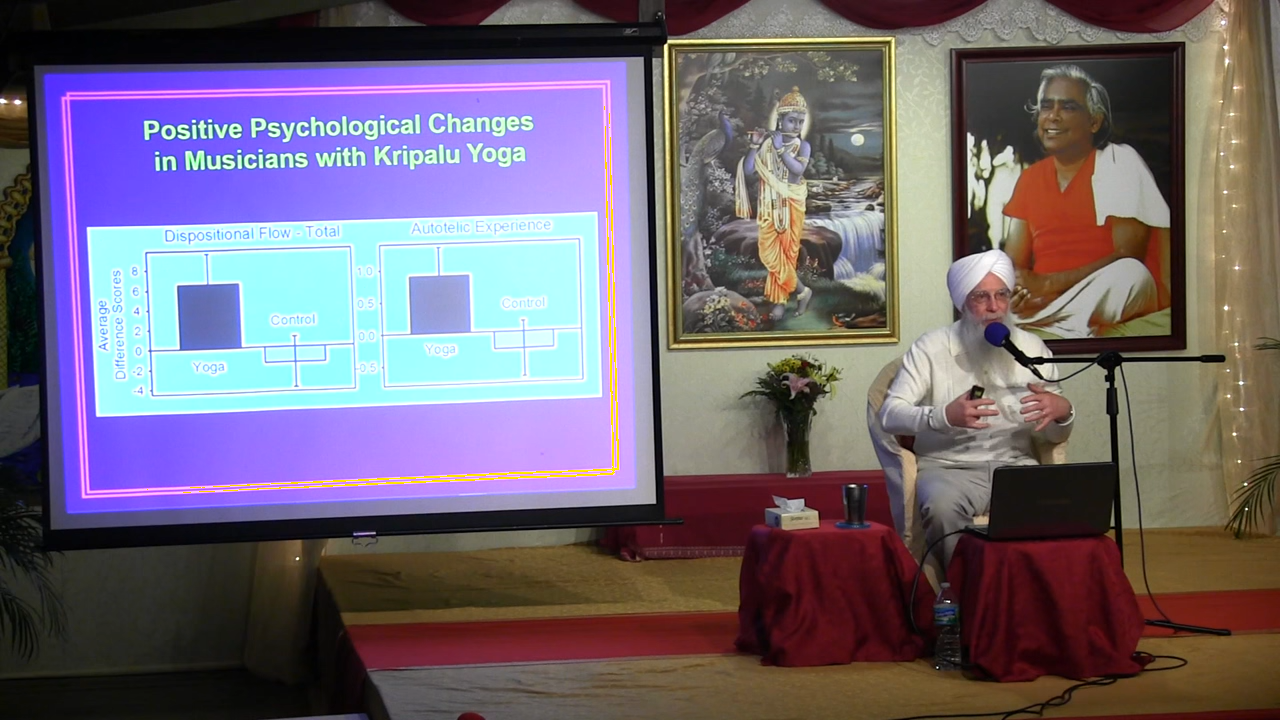 Positive Psychological Changes
in Musicians with Kripalu Yoga
Dispositional Flow - Total
Autotelic Experience
Average
Difference Scores
8
6
4
2
0
-2
-4
Yoga
Control
1.0
0.5
0.0
0.5
Yoga
Control